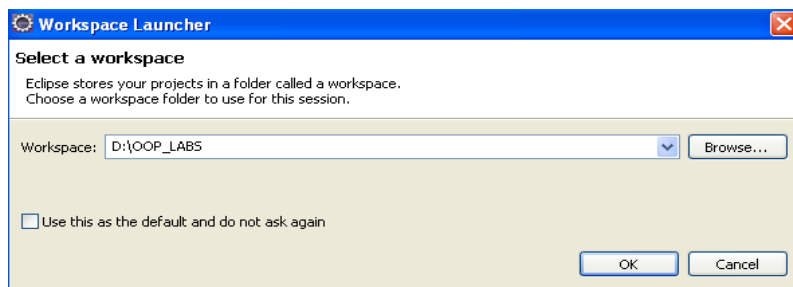 Workspace Launcher
Select a workspace
Eclipse stores your projects in a folder called a workspace.
Choose a workspace folder to use for this session.
Workspace: D:\OOP_LABS Browse...
Use this as the default and do not ask again
OK Cancel